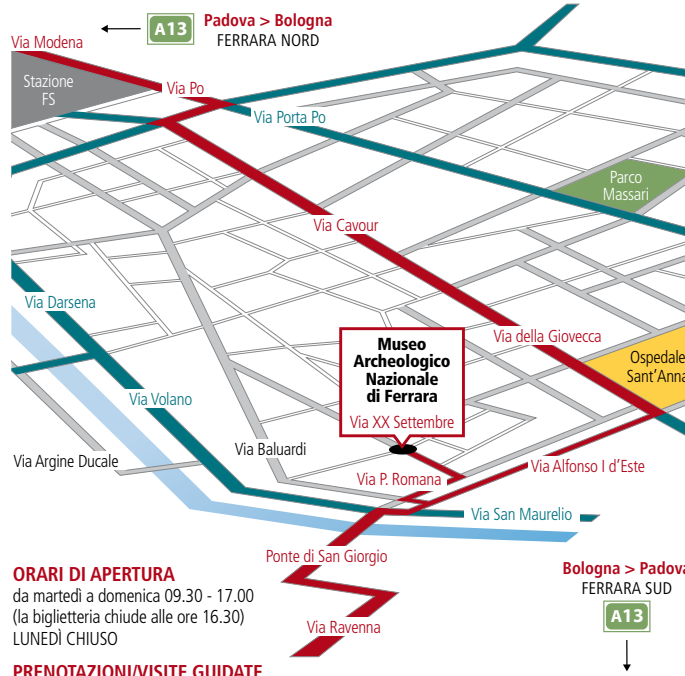 A13
Padova > Bologna
FERRARA NORD
Via Modena
Stazione
FS
Via Po
Via Porta Po
Parco
Massari
Via Cavour
Via Darsena
Via della Giovecca
Museo
Archeologico
Nazionale
di Ferrara
Via XX Settembre
Ospedale
Sant'Anna
Via Volano
Via Baluardi
Via Argine Ducale
Via P. Romana
Via Alfonso I d'Este
Via San Maurelio
Ponte di San Giorgio
Via Ravenna
Bologna > Padova
FERRARA SUD
A13
ORARI DI APERTURA
da martedì a domenica 09.30 - 17.00
(la biglietteria chiude alle ore 16.30)
LUNEDÌ CHIUSO
PRENOTAZIONI/VISITE GUIDATE